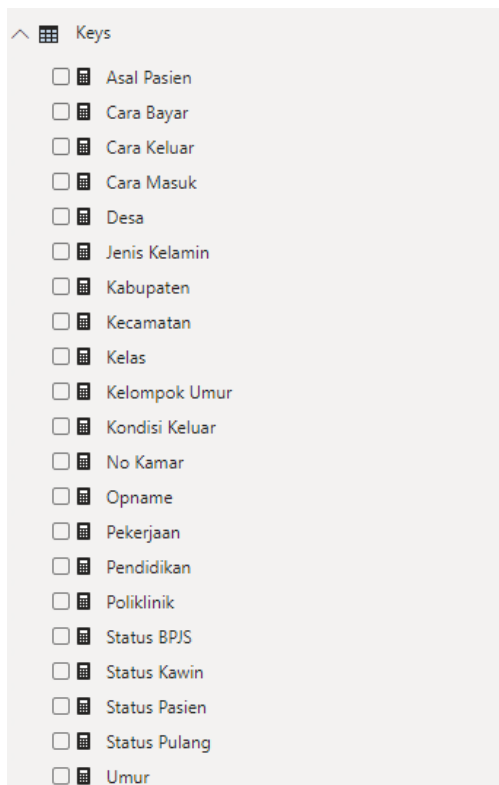 Keys
Asal Pasien
Cara Bayar
Cara Keluar
Cara Masuk
Desa
Jenis Kelamin
Kabupaten
Kecamatan
Kelas
Kelompok Umur
Kondisi Keluar
No Kamar
Opname
Pekerjaan
Pendidikan
Poliklinik
Status BPJS
Status Kawin
Status Pasien
Status Pulang
Umur